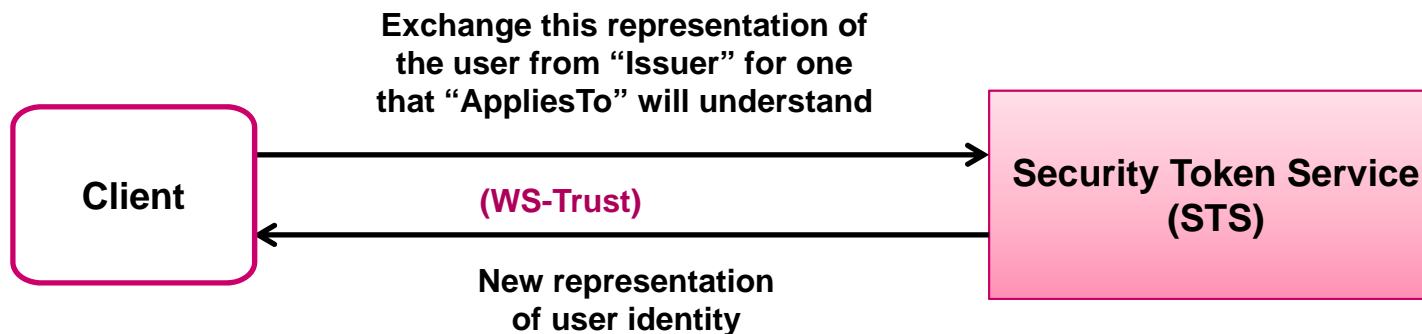 Exchange this representation of
the user from “Issuer” for one
that “AppliesTo” will understand
Client
(WS-Trust)
Security Token Service
(STS)
New representation
of user identity